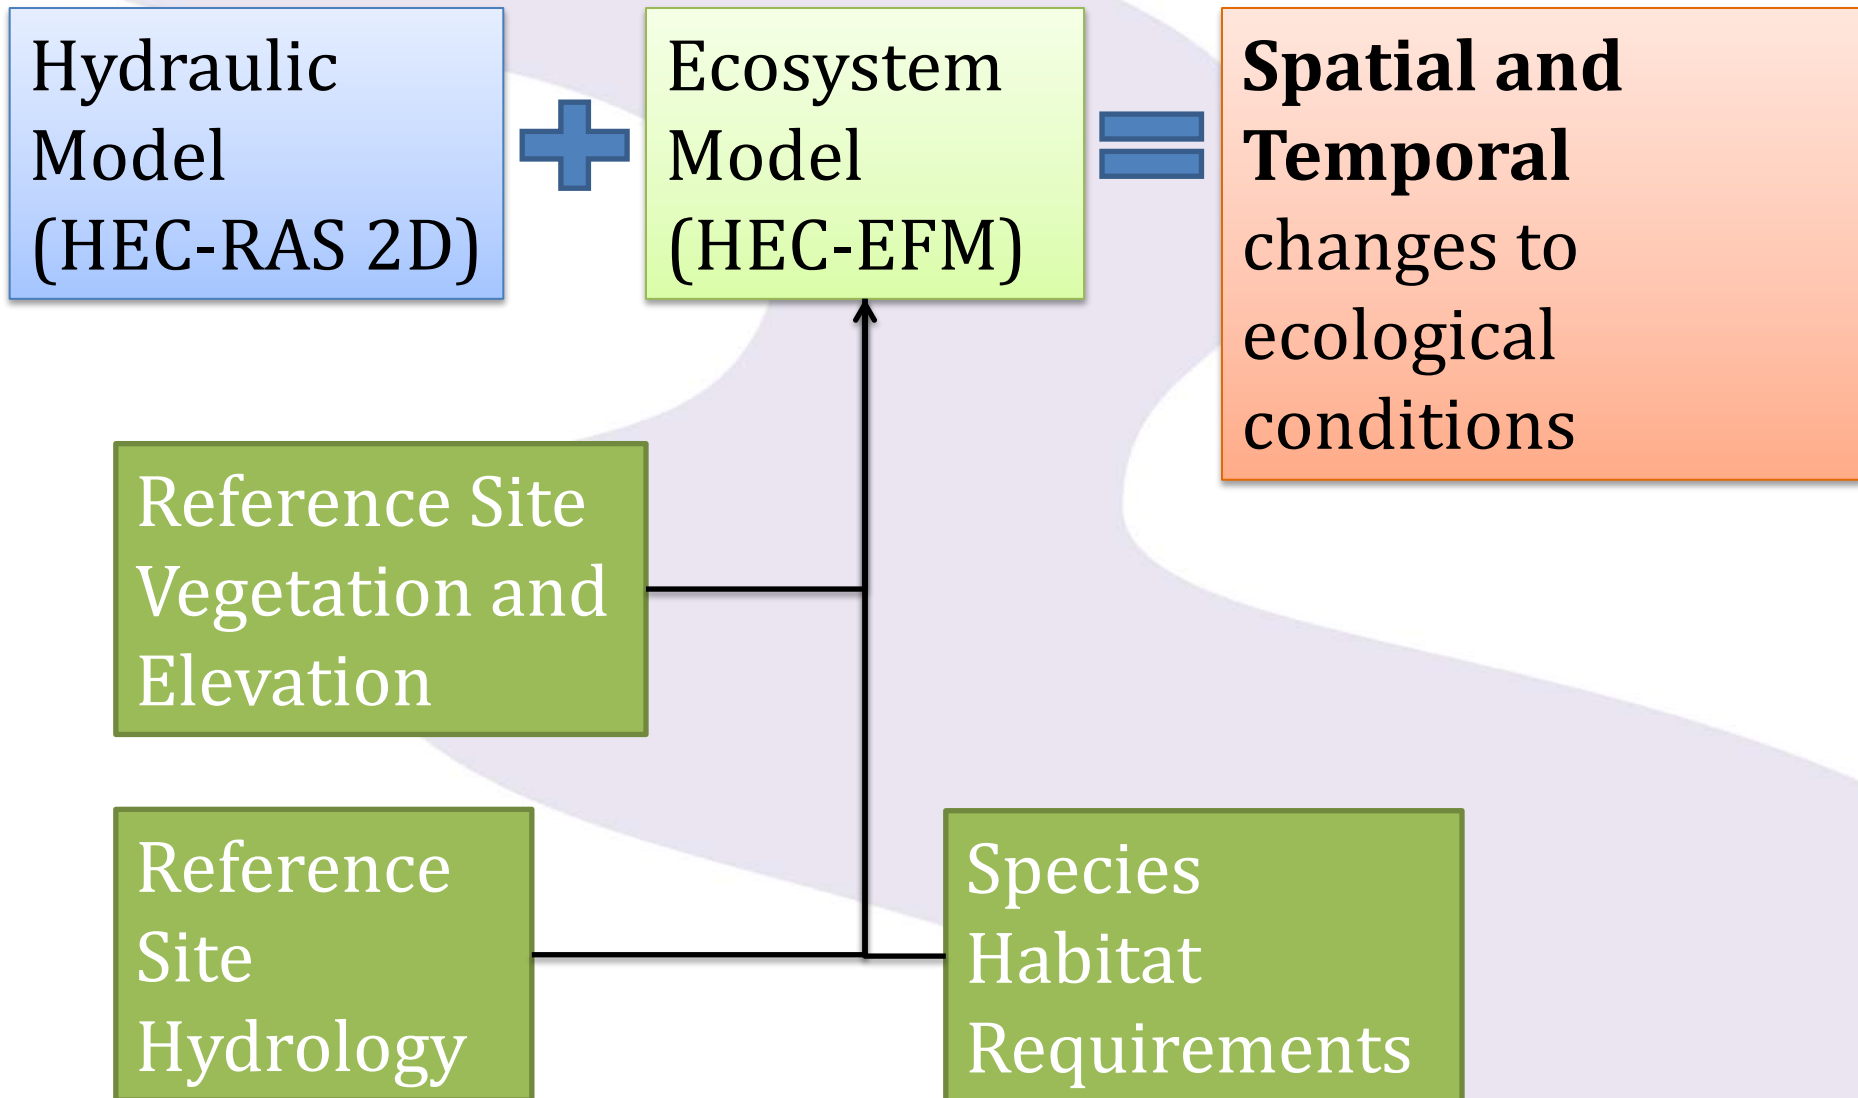 Hydraulic
Model
(HEC-RAS 2D)
Ecosystem
Model
(HEC-EFM)
Spatial and
Temporal
changes to
ecological
conditions
Reference Site
Vegetation and
Elevation
Reference
Site
Hydrology
Species
Habitat
Requirements